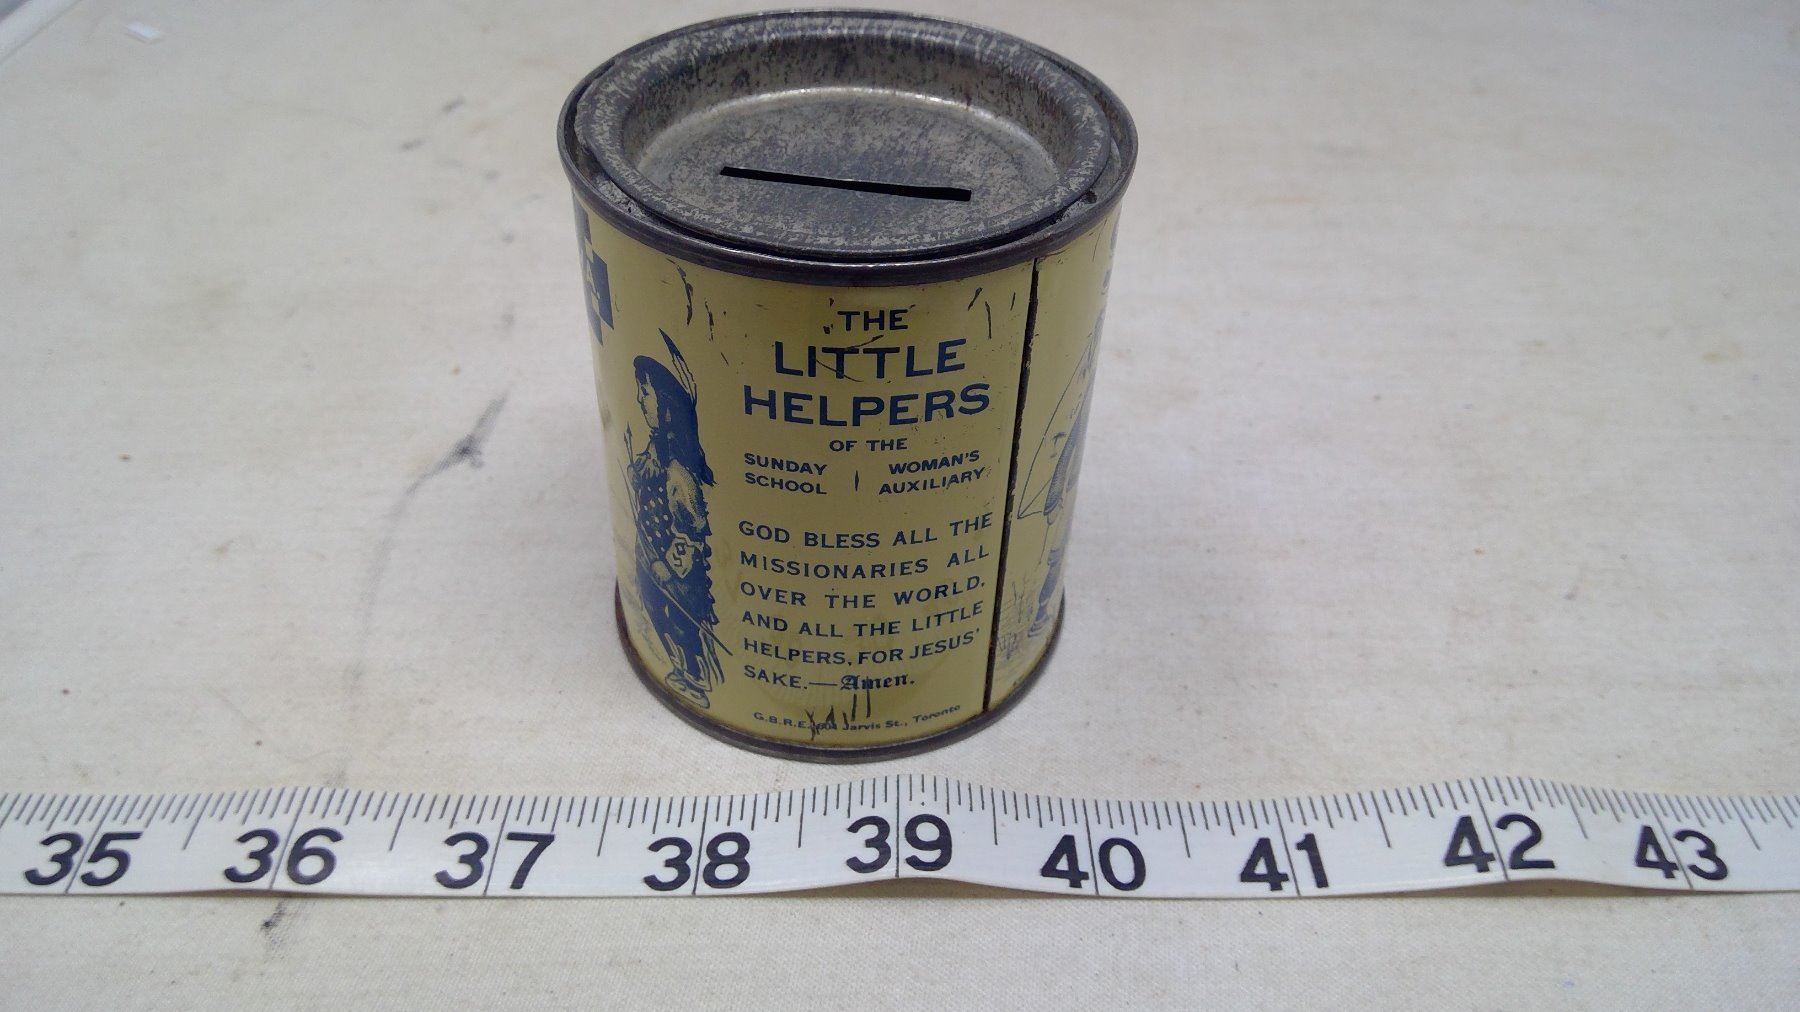 THE
LITTLE
HELPERS
OF THE
SUNDAY SCHOOL
WOMAN'S AUXILIARY
GOD BLESS ALL THE
MISSIONARIES ALL
OVER THE WORLD,
AND ALL THE LITTLE
HELPERS, FOR JESUS'
SAKE.—Amen.
G.B.R.E., Jarvis St., Toronto
35 36 37 38 39 40 41 42 43